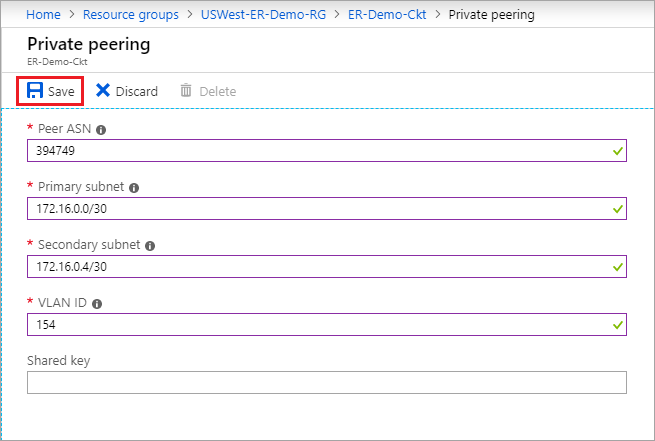 Home > Resource groups > USWest-ER-Demo-RG > ER-Demo-Ckt > Private peering
Private peering
ER-Demo-Ckt
Save Discard Delete
* Peer ASN
394749
* Primary subnet
172.16.0.0/30
* Secondary subnet
172.16.0.4/30
* VLAN ID
154
Shared key